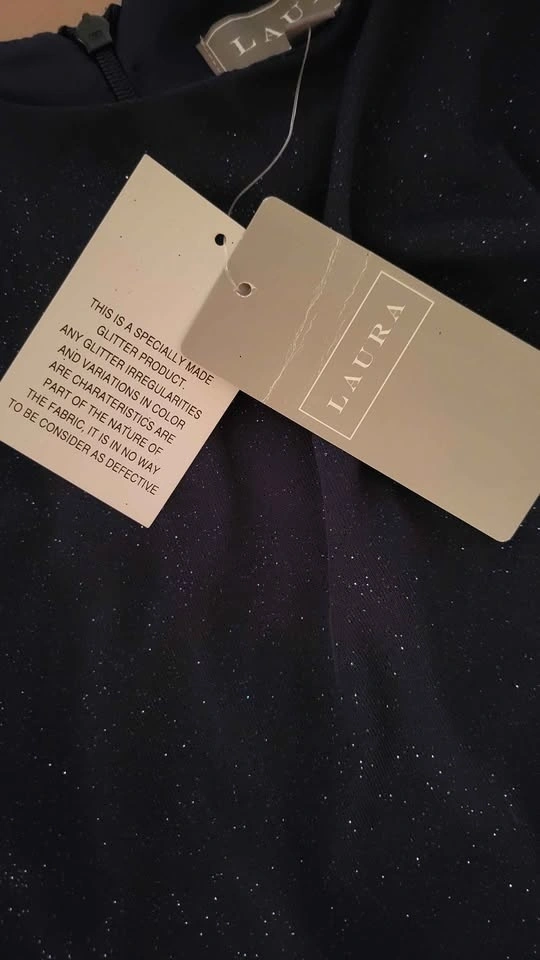 LAURA
THIS IS A SPECIALLY MADE
GLITTER PRODUCT.
ANY GLITTER IRREGULARITIES
AND VARIATIONS IN COLOR
ARE CHARATERISTICS ARE
PART OF THE NATURE OF
THE FABRIC, IT IS IN NO WAY
TO BE CONSIDER AS DEFECTIVE
LAURA